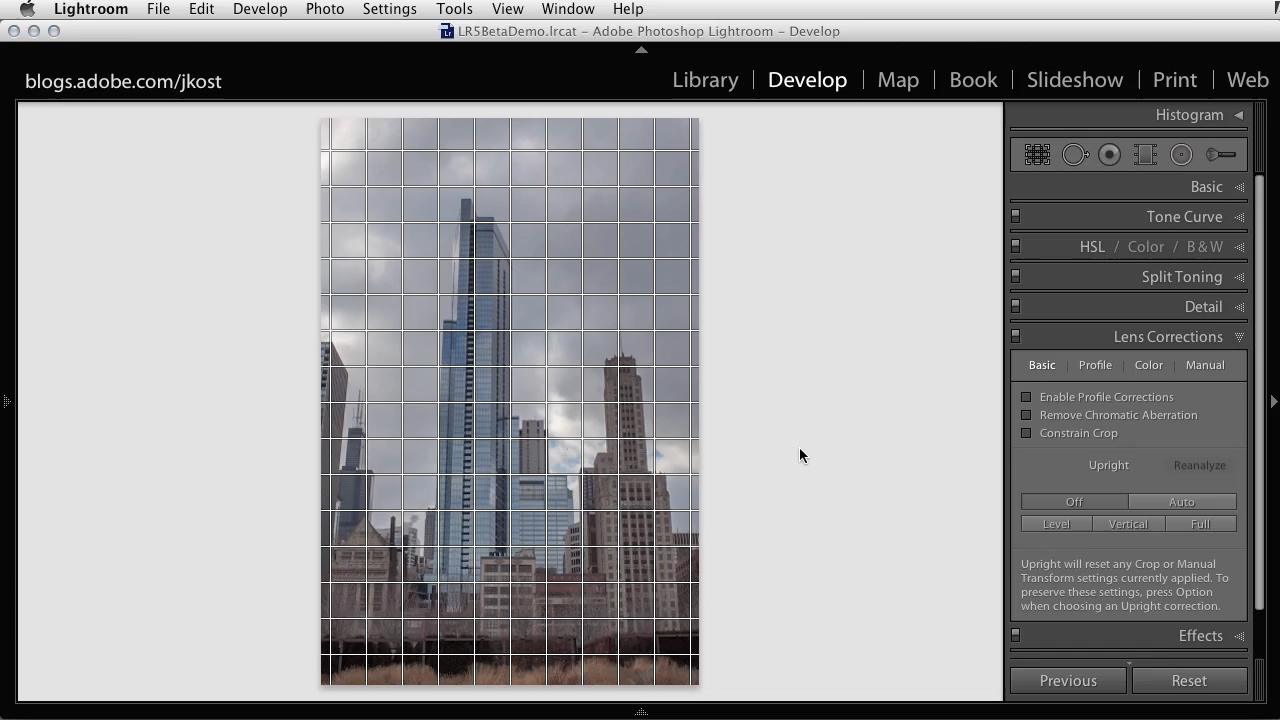 Lightroom File Edit Develop Photo Settings Tools View Window Help
LR5BetaDemo.lrcat – Adobe Photoshop Lightroom – Develop
blogs.adobe.com/jkost
Library | Develop | Map | Book | Slideshow | Print | Web
Histogram
Basic
Tone Curve
HSL / Color / B & W
Split Toning
Detail
Lens Corrections
Basic | Profile | Color | Manual
Enable Profile Corrections
Remove Chromatic Aberration
Constrain Crop
Upright Reanalyze
Off Auto
Level Vertical Full
Upright will reset any Crop or Manual
Transform settings currently applied. To
preserve these settings, press Option
when choosing an Upright correction.
Effects
Previous Reset